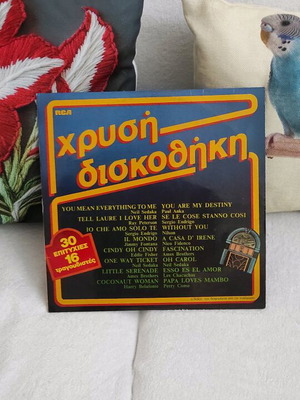 RCA
χρυσή
δισκοθήκη
YOU MEAN EVERYTHING TO ME
Neil Sedaka
YOU ARE MY DESTINY
Paul Anka
TELL LAURE I LOVE HER
Ray Peterson
SE LE COSE STANNO COSI
Sergio Endrigo
IO CHE AMO SOLO TE
Sergio Endrigo
WITHOUT YOU
Nilson
IL MONDO
Jimmy Fontana
A CASA D' IRENE
Nico Fidenco
CINDY OH CINDY
Eddie Fisher
FASCINATION
Ames Brothers
ONE WAY TICKET
Neil Sedaka
OH CAROL
Neil Sedaka
LITTLE SERENADE
Ames Brothers
ESSO ES EL AMOR
Los Chacarinos
COCONAUT WOMAN
Harry Belafonte
PAPA LOVES MAMBO
Perry Como
30
ΕΠΙΤΥΧΙΕΣ
16
τραγουδιστές